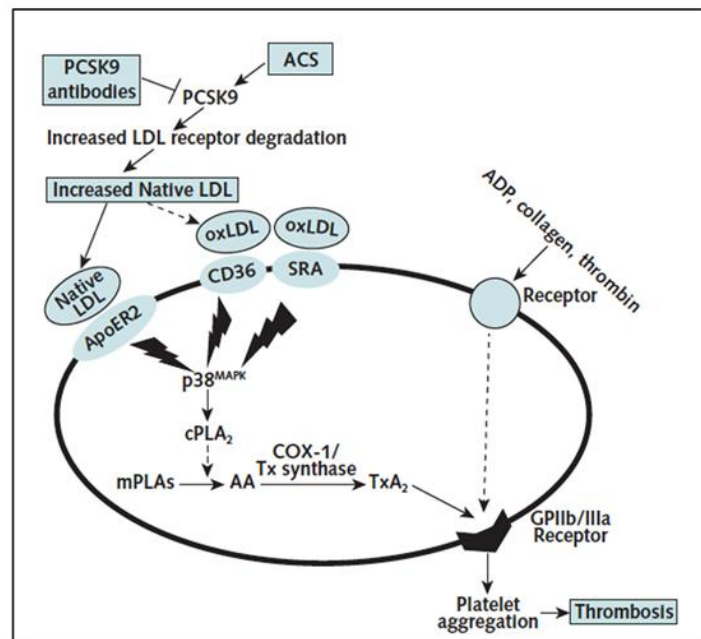 PCSK9
antibodies
ACS
PCSK9
Increased LDL receptor degradation
Increased Native LDL
oxLDL
oxLDL
CD36
SRA
Native
LDL
ApoER2
ADP, collagen, thrombin
Receptor
p38MAPK
cPLA2
COX-1/
Tx synthase
mPLAs
AA
TxA2
GPIIb/IIIa
Receptor
Platelet
aggregation
Thrombosis